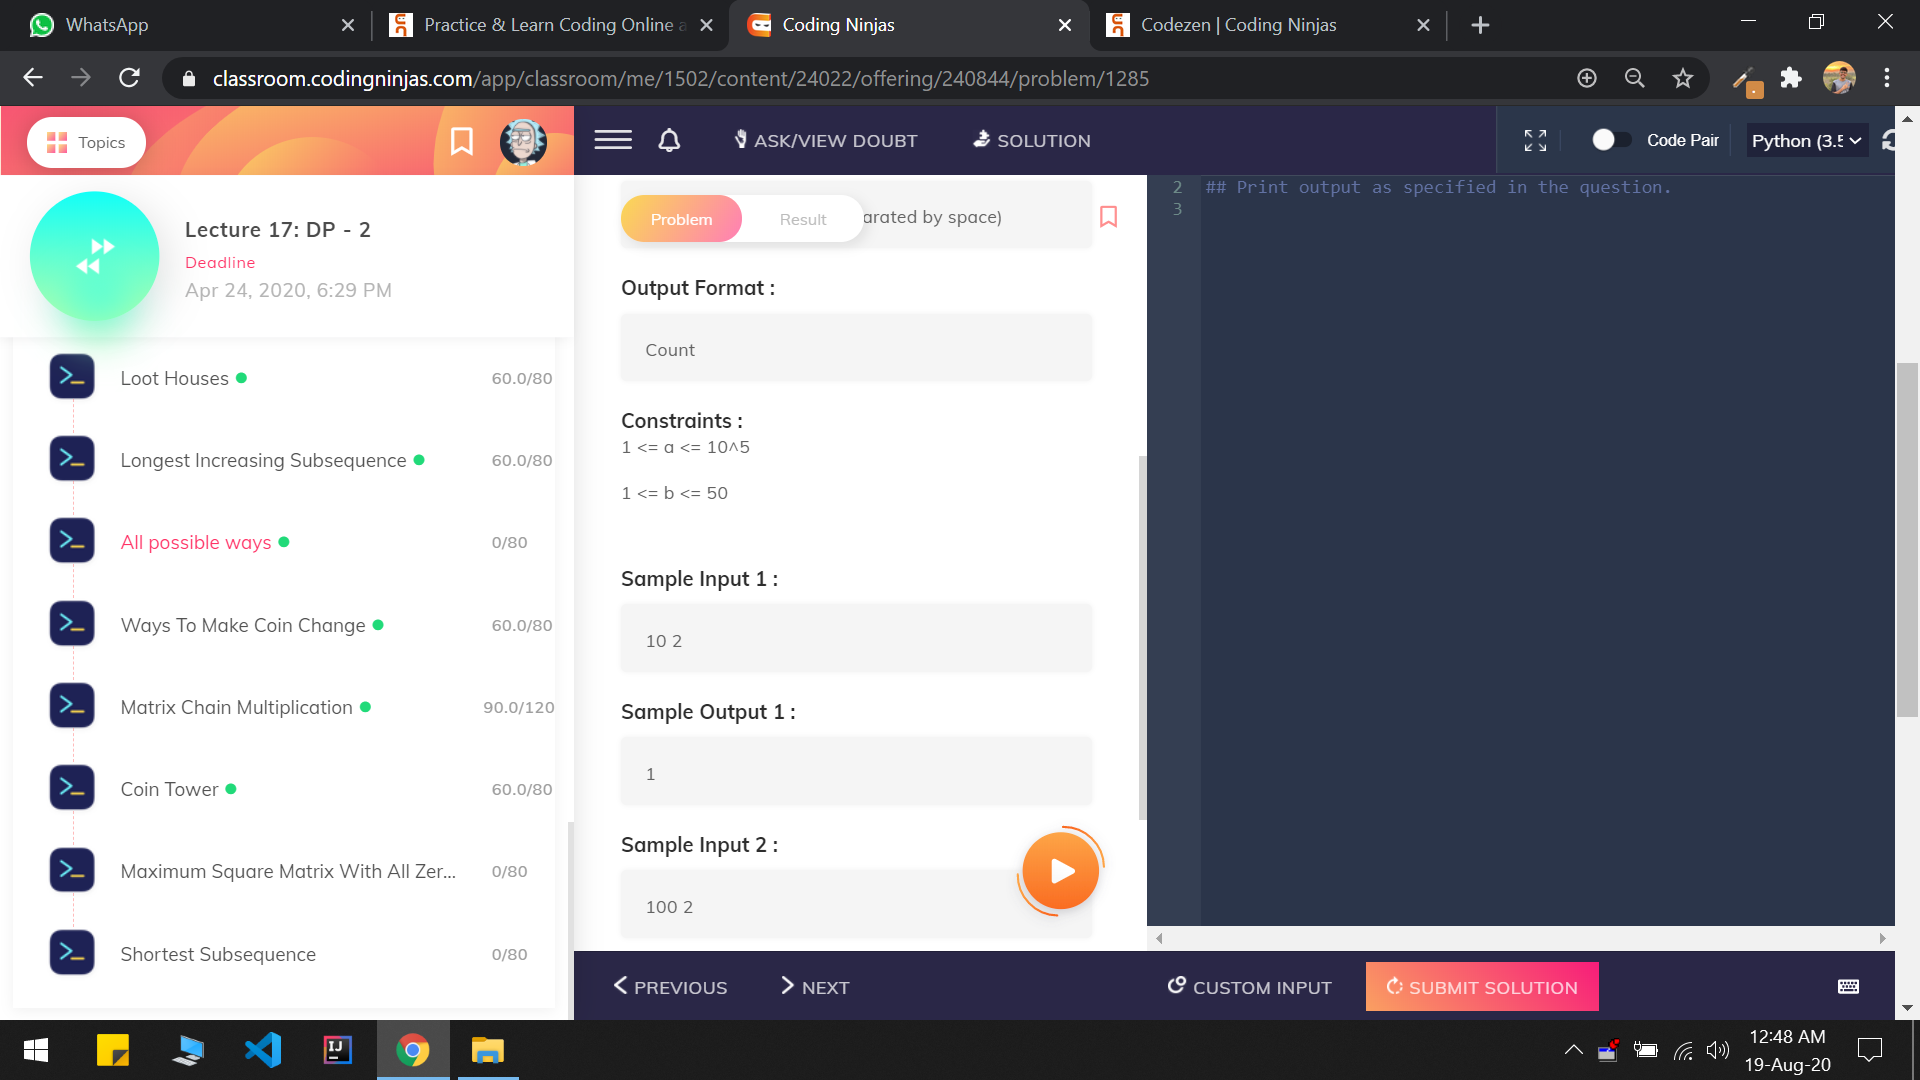 WhatsApp
Practice & Learn Coding Online a
Coding Ninjas
Codezen | Coding Ninjas
classroom.codingninjas.com/app/classroom/me/1502/content/24022/offering/240844/problem/1285
Topics
ASK/VIEW DOUBT
SOLUTION
Code Pair
Python (3.5
Lecture 17: DP - 2
Deadline
Apr 24, 2020, 6:29 PM
Loot Houses
60.0/80
Longest Increasing Subsequence
60.0/80
All possible ways
0/80
Ways To Make Coin Change
60.0/80
Matrix Chain Multiplication
90.0/120
Coin Tower
60.0/80
Maximum Square Matrix With All Zer...
0/80
Shortest Subsequence
0/80
Problem
Result
arated by space)
Output Format :
Count
Constraints :
1 <= a <= 10^5
1 <= b <= 50
Sample Input 1 :
10 2
Sample Output 1 :
1
Sample Input 2 :
100 2
2 ## Print output as specified in the question.
3
PREVIOUS
NEXT
CUSTOM INPUT
SUBMIT SOLUTION
12:48 AM
19-Aug-20